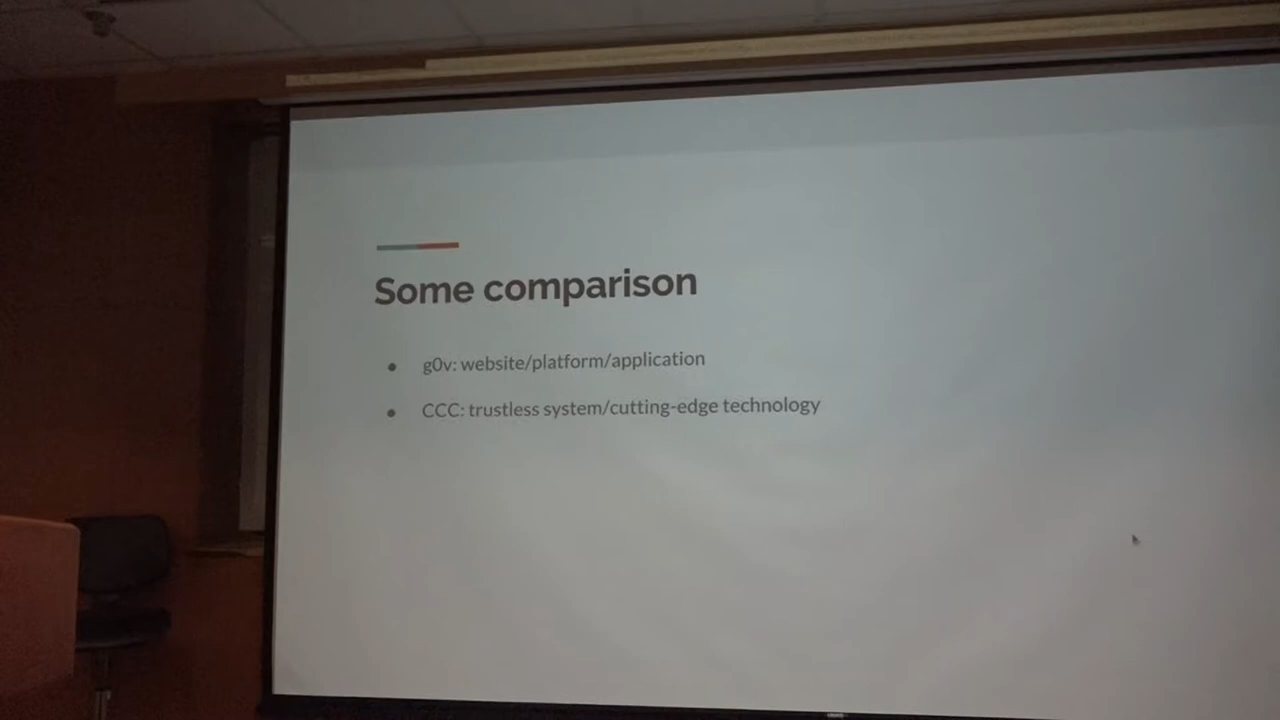 Some comparison
g0v: website/platform/application
CCC: trustless system/cutting-edge technology